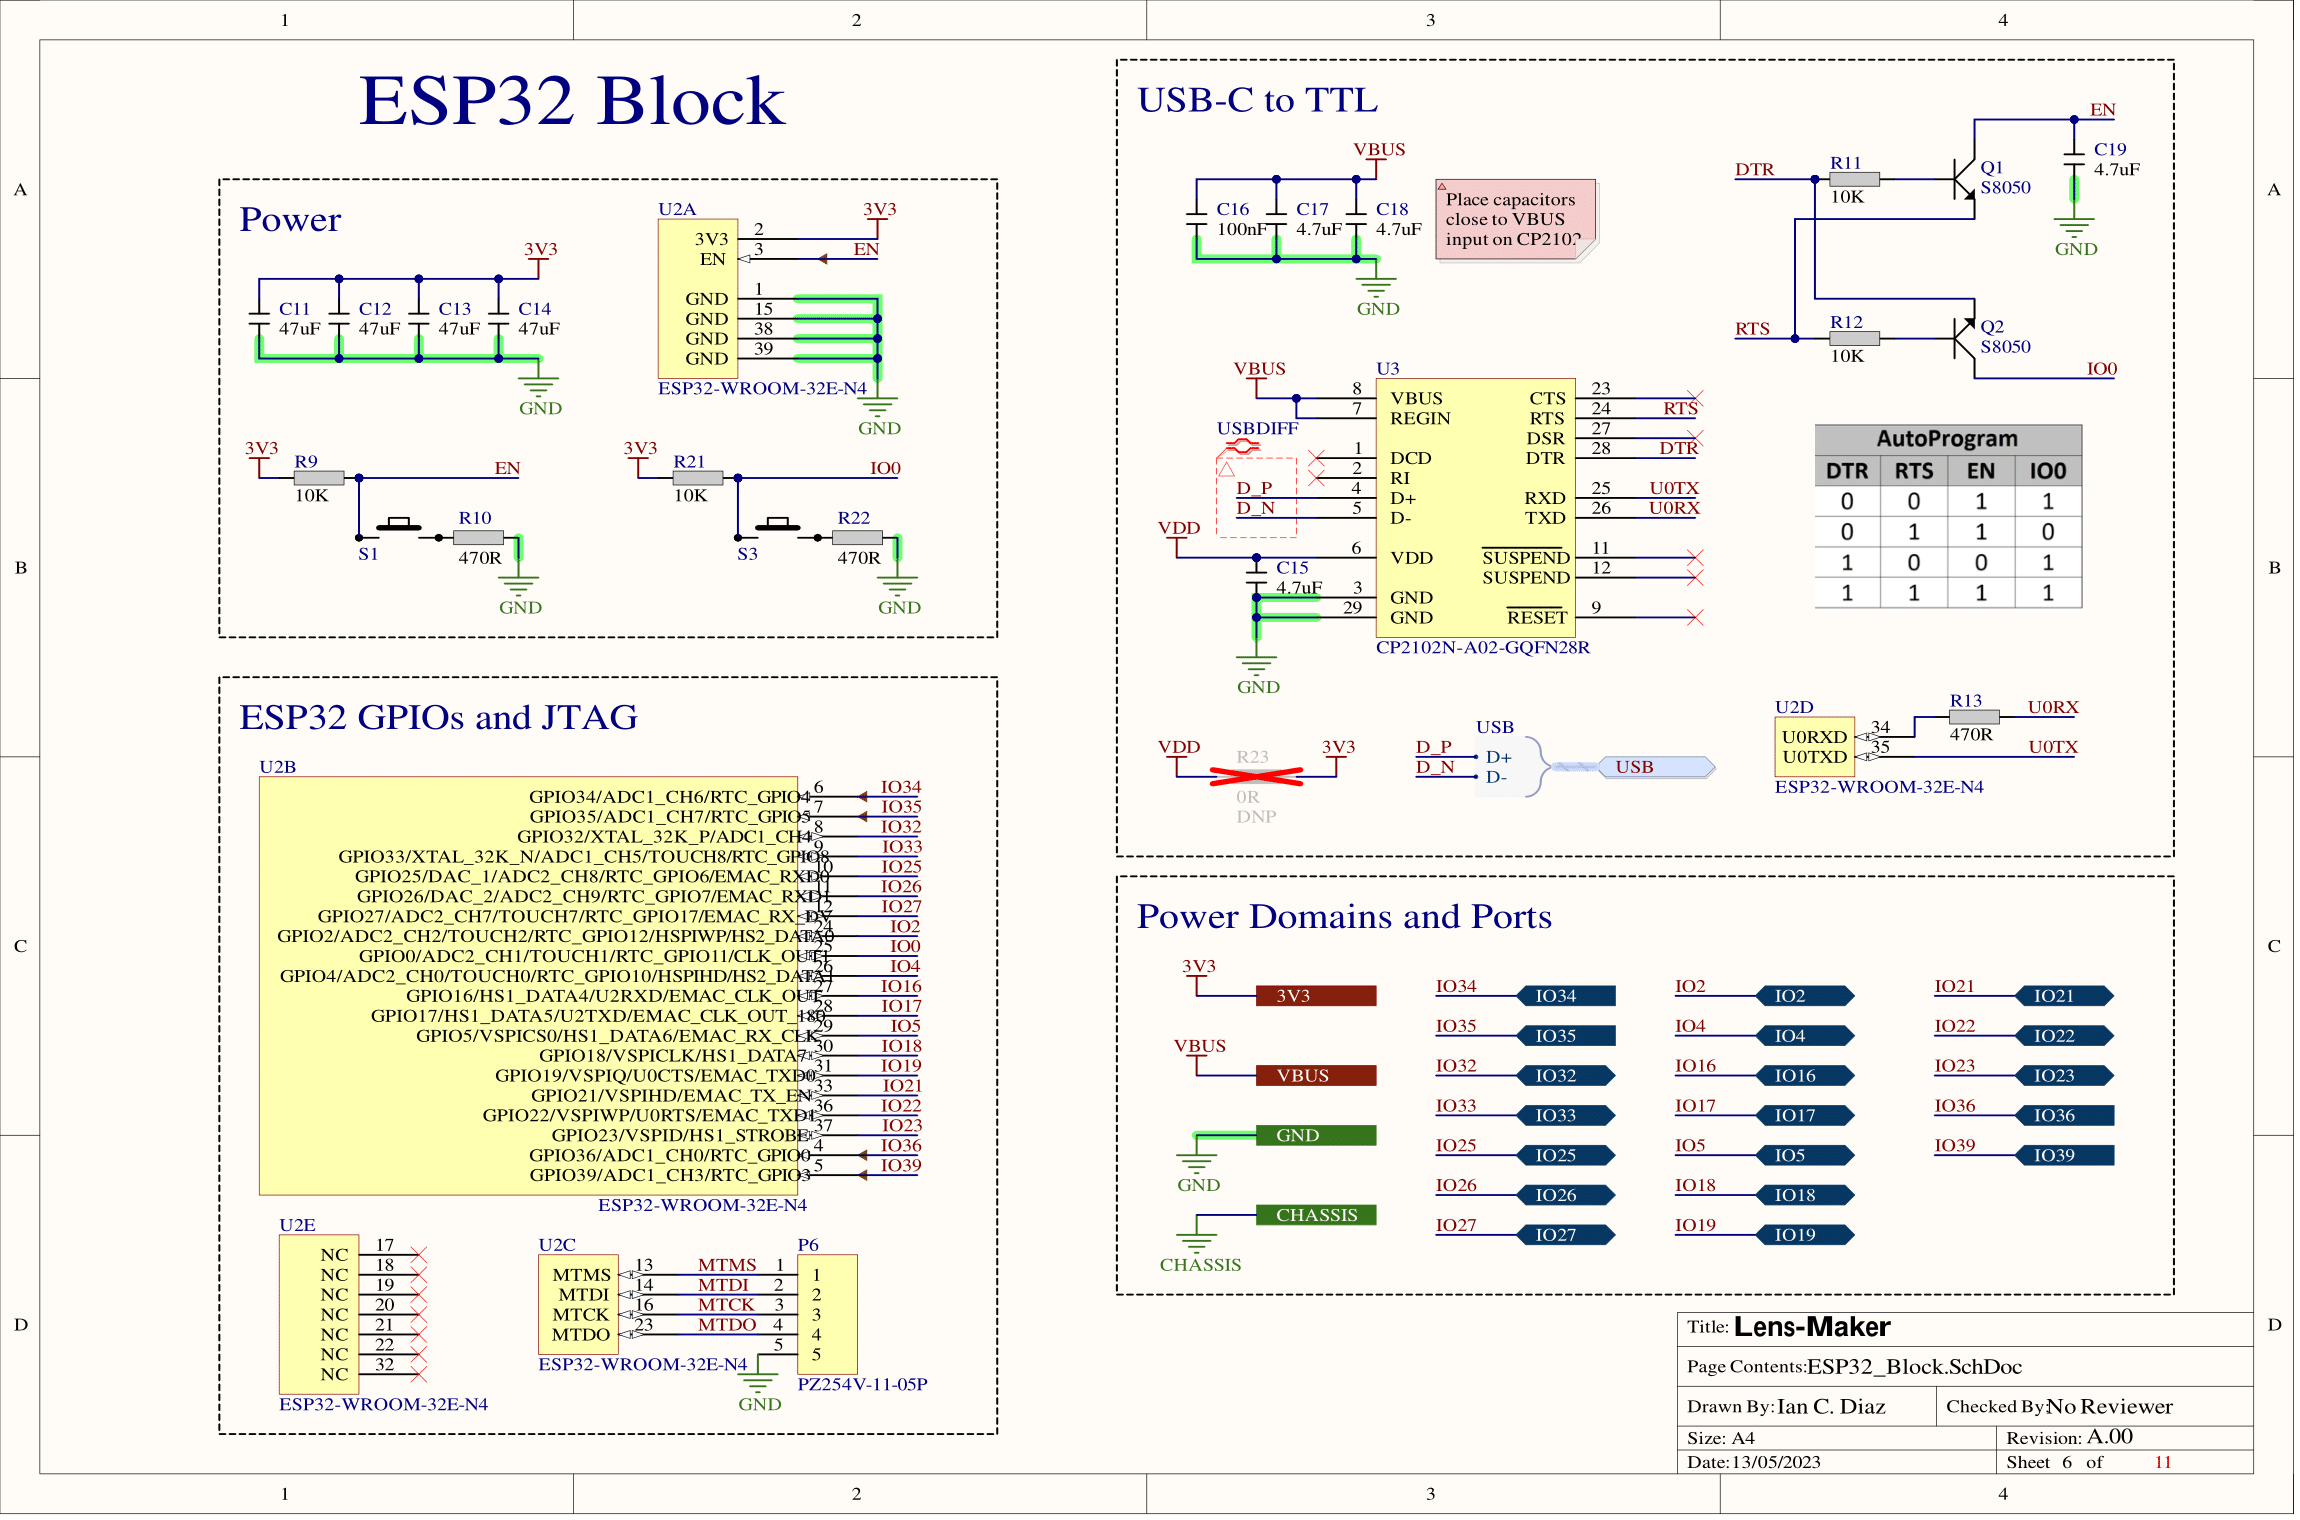 1 2 3 4
A
B
C
D
ESP32 Block
Power
3V3
C11
47uF
C12
47uF
C13
47uF
C14
47uF
GND
U2A
3V3 2 3V3
EN 3 EN
GND 1
GND 15
GND 38
GND 39
ESP32-WROOM-32E-N4
GND
3V3
R9
10K
EN
S1
R10
470R
GND
3V3
R21
10K
IO0
S3
R22
470R
GND
ESP32 GPIOs and JTAG
U2B
GPIO34/ADC1_CH6/RTC_GPIO4 6 IO34
GPIO35/ADC1_CH7/RTC_GPIO5 7 IO35
GPIO32/XTAL_32K_P/ADC1_CH4 8 IO32
GPIO33/XTAL_32K_N/ADC1_CH5/TOUCH8/RTC_GPIO8 9 IO33
GPIO25/DAC_1/ADC2_CH8/RTC_GPIO6/EMAC_RXD0 10 IO25
GPIO26/DAC_2/ADC2_CH9/RTC_GPIO7/EMAC_RXD1 11 IO26
GPIO27/ADC2_CH7/TOUCH7/RTC_GPIO17/EMAC_RX_DV 12 IO27
GPIO2/ADC2_CH2/TOUCH2/RTC_GPIO12/HSPIWP/HS2_DATA0 24 IO2
GPIO0/ADC2_CH1/TOUCH1/RTC_GPIO11/CLK_OUT1 25 IO0
GPIO4/ADC2_CH0/TOUCH0/RTC_GPIO10/HSPIHD/HS2_DATA1 26 IO4
GPIO16/HS1_DATA4/U2RXD/EMAC_CLK_OUT 27 IO16
GPIO17/HS1_DATA5/U2TXD/EMAC_CLK_OUT_180 28 IO17
GPIO5/VSPICS0/HS1_DATA6/EMAC_RX_CLK 29 IO5
GPIO18/VSPICLK/HS1_DATA7 30 IO18
GPIO19/VSPIQ/U0CTS/EMAC_TXD0 31 IO19
GPIO21/VSPIHD/EMAC_TX_EN 33 IO21
GPIO22/VSPIWP/U0RTS/EMAC_TXD1 36 IO22
GPIO23/VSPID/HS1_STROBE 37 IO23
GPIO36/ADC1_CH0/RTC_GPIO0 4 IO36
GPIO39/ADC1_CH3/RTC_GPIO3 5 IO39
ESP32-WROOM-32E-N4
U2E
NC 17
NC 18
NC 19
NC 20
NC 21
NC 22
NC 32
ESP32-WROOM-32E-N4
U2C P6
MTMS 13 MTMS 1 1
MTDI 14 MTDI 2 2
MTCK 16 MTCK 3 3
MTDO 23 MTDO 4 4
5 5
ESP32-WROOM-32E-N4
PZ254V-11-05P
GND
USB-C to TTL
VBUS
C16
100nF
C17
4.7uF
C18
4.7uF
GND
Place capacitors
close to VBUS
input on CP2102
EN
DTR
R11
10K
Q1
S8050
C19
4.7uF
GND
RTS
R12
10K
Q2
S8050
IO0
VBUS
U3
8 VBUS CTS 23
7 REGIN RTS 24 RTS
USBDIFF
DSR 27
1 DCD DTR 28 DTR
2 RI
D_P 4 D+ RXD 25 U0TX
D_N 5 D- TXD 26 U0RX
VDD
6 VDD SUSPEND 11
C15
4.7uF
SUSPEND 12
3 GND
29 GND RESET 9
CP2102N-A02-GQFN28R
GND
AutoProgram
DTR RTS EN IO0
0 0 1 1
0 1 1 0
1 0 0 1
1 1 1 1
VDD
R23
0R
DNP
3V3
USB
D_P D+
D_N D-
USB
U2D
R13
470R
U0RXD 34 U0RX
U0TXD 35 U0TX
ESP32-WROOM-32E-N4
Power Domains and Ports
3V3
3V3
VBUS
VBUS
GND
GND
CHASSIS
CHASSIS
IO34 IO34
IO35 IO35
IO32 IO32
IO33 IO33
IO25 IO25
IO26 IO26
IO27 IO27
IO2 IO2
IO4 IO4
IO16 IO16
IO17 IO17
IO5 IO5
IO18 IO18
IO19 IO19
IO21 IO21
IO22 IO22
IO23 IO23
IO36 IO36
IO39 IO39
Title: Lens-Maker
Page Contents:ESP32_Block.SchDoc
Drawn By: Ian C. Diaz Checked By: No Reviewer
Size: A4 Revision: A.00
Date:13/05/2023 Sheet 6 of 11
A
B
C
D
1 2 3 4